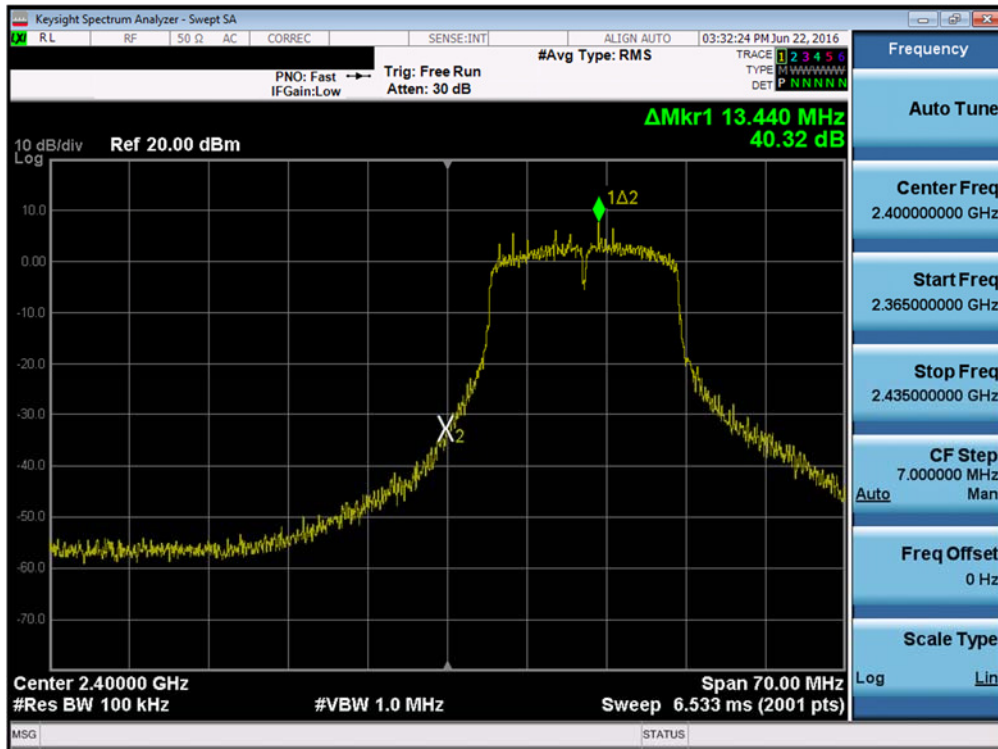 Keysight Spectrum Analyzer - Swept SA
LXI RL RF 50 Ω AC CORREC SENSE:INT ALIGN AUTO 03:32:24 PM Jun 22, 2016
#Avg Type: RMS
TRACE 1 2 3 4 5 6
PNO: Fast Trig: Free Run
TYPE M W W W W W
IFGain:Low Atten: 30 dB
DET P N N N N N
ΔMkr1 13.440 MHz
40.32 dB
10 dB/div Ref 20.00 dBm
Log
1Δ2
10.0
0.00
-10.0
-20.0
-30.0
2
-40.0
-50.0
-60.0
-70.0
Center 2.40000 GHz Span 70.00 MHz
#Res BW 100 kHz #VBW 1.0 MHz Sweep 6.533 ms (2001 pts)
MSG STATUS
Frequency
Auto Tune
Center Freq
2.400000000 GHz
Start Freq
2.365000000 GHz
Stop Freq
2.435000000 GHz
CF Step
7.000000 MHz
Auto Man
Freq Offset
0 Hz
Scale Type
Log Lin